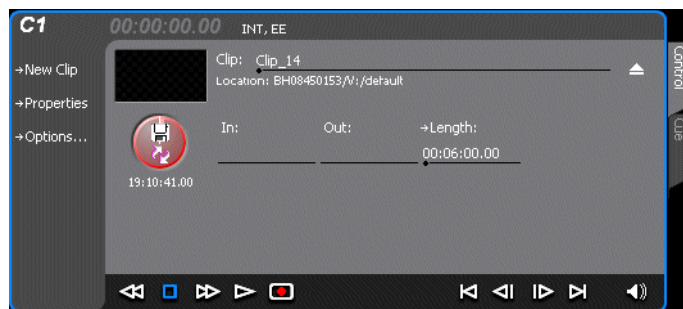 C1 00:00:00.00 INT, EE
→New Clip
→Properties
→Options...
Clip: Clip_14
Location: BH08450153/V:/default
In: Out: →Length:
00:06:00.00
19:10:41.00
Control
Cue